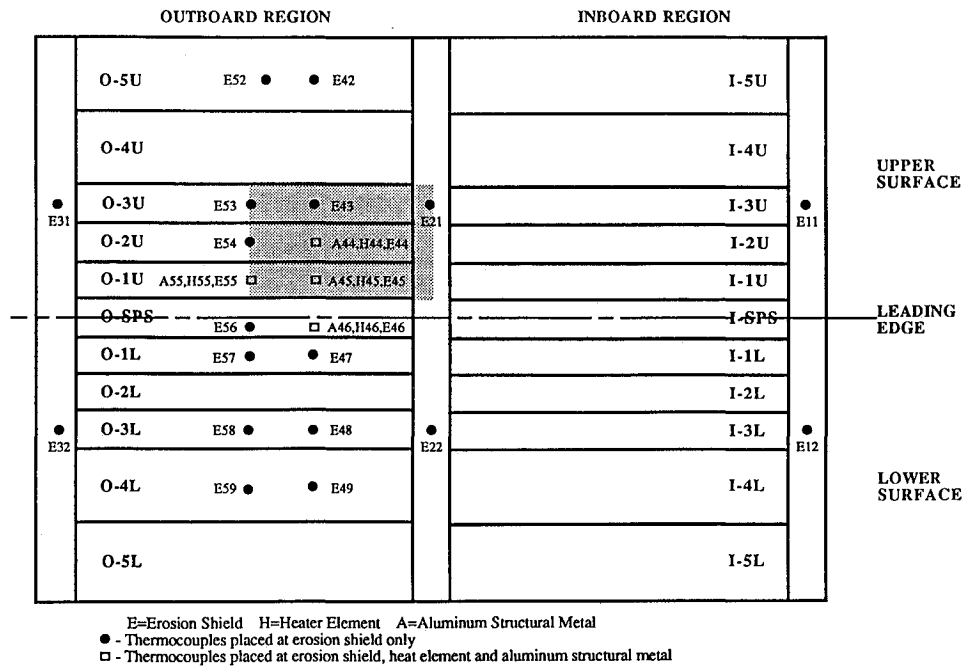 OUTBOARD REGION INBOARD REGION
O-5U E52 E42 I-5U
O-4U I-4U
UPPER
SURFACE
E31 O-3U E53 E43 E21 I-3U E11
O-2U E54 A44,H44,E44 I-2U
O-1U A55,H55,E55 A45,H45,E45 I-1U
O-SPS E56 A46,H46,E46 I-SPS
LEADING
EDGE
O-1L E57 E47 I-1L
O-2L I-2L
E32 O-3L E58 E48 E22 I-3L E12
O-4L E59 E49 I-4L
LOWER
SURFACE
O-5L I-5L
E=Erosion Shield H=Heater Element A=Aluminum Structural Metal
- Thermocouples placed at erosion shield only
- Thermocouples placed at erosion shield, heat element and aluminum structural metal